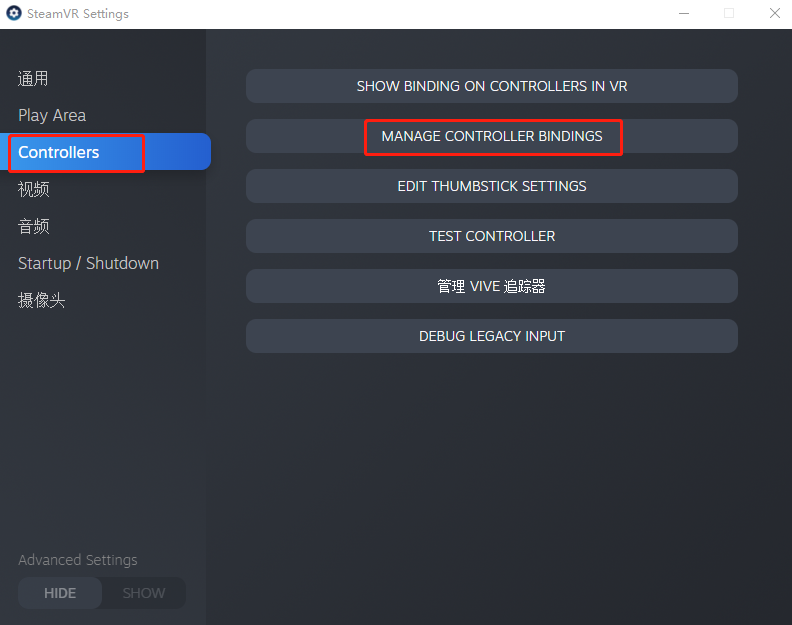 SteamVR Settings
通用
Play Area
Controllers
视频
音频
Startup / Shutdown
摄像头
Advanced Settings
HIDE
SHOW
SHOW BINDING ON CONTROLLERS IN VR
MANAGE CONTROLLER BINDINGS
EDIT THUMBSTICK SETTINGS
TEST CONTROLLER
管理 VIVE 追踪器
DEBUG LEGACY INPUT